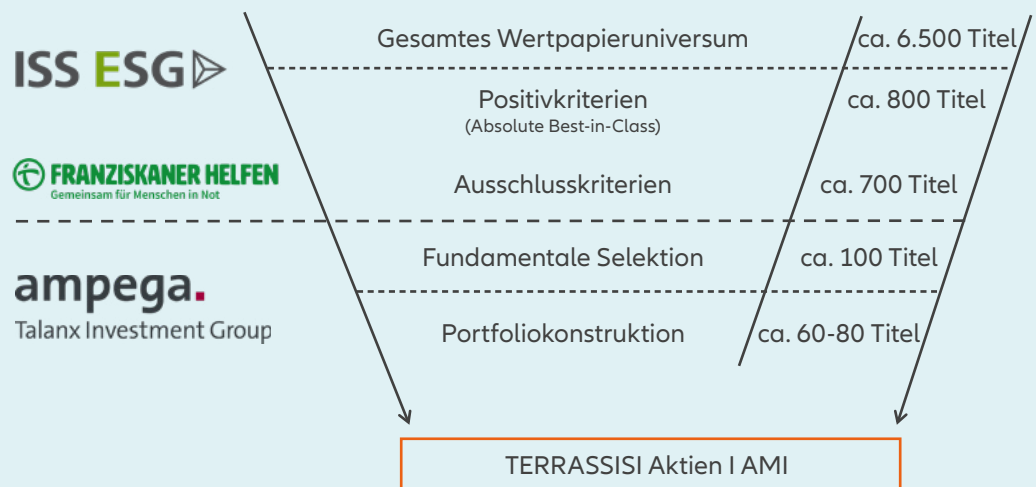 ISS ESG
Gesamtes Wertpapieruniversum
ca. 6.500 Titel
Positivkriterien
(Absolute Best-in-Class)
ca. 800 Titel
FRANZISKANER HELFEN
Gemeinsam für Menschen in Not
Ausschlusskriterien
ca. 700 Titel
ampega.
Talanx Investment Group
Fundamentale Selektion
ca. 100 Titel
Portfoliokonstruktion
ca. 60-80 Titel
TERRASSISI Aktien I AMI